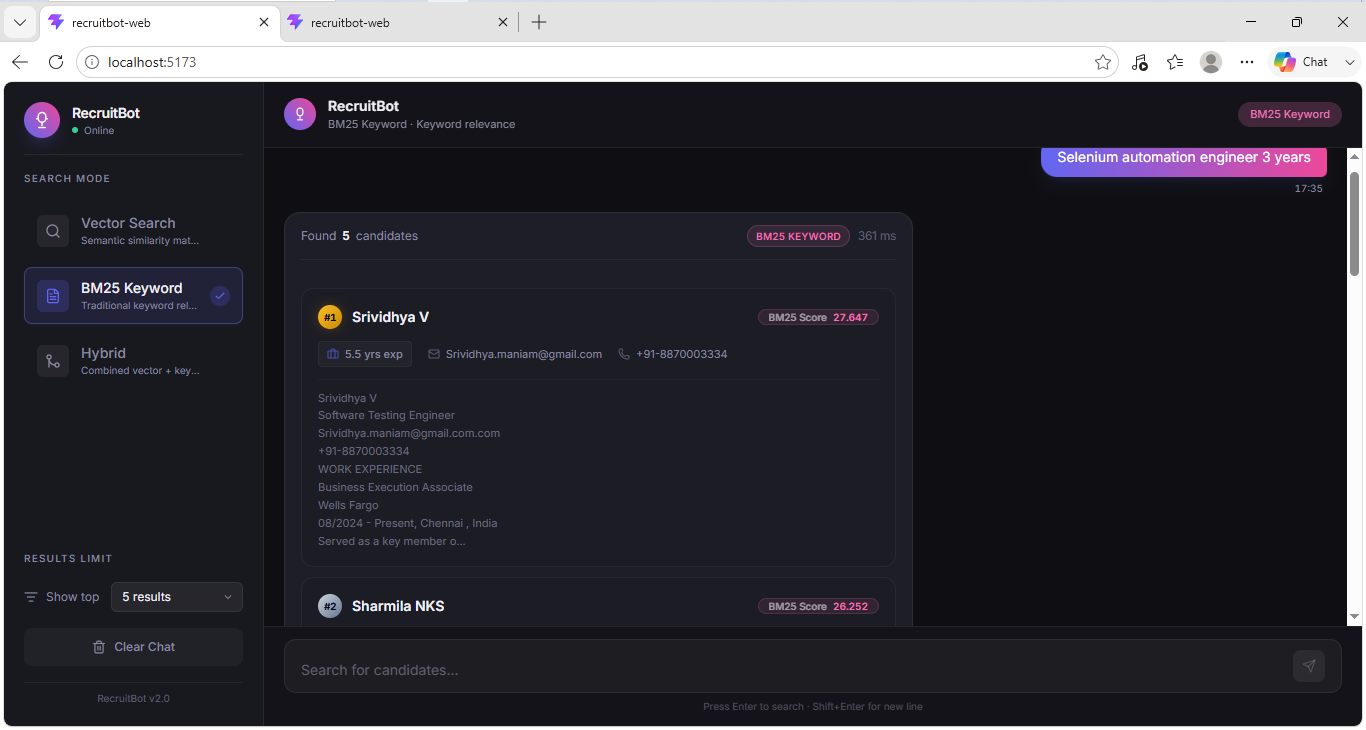 recruitbot-web
recruitbot-web
localhost:5173
Chat
RecruitBot
Online
SEARCH MODE
Vector Search
Semantic similarity mat...
BM25 Keyword
Traditional keyword rel...
Hybrid
Combined vector + key...
RESULTS LIMIT
Show top
5 results
Clear Chat
RecruitBot v2.0
RecruitBot
BM25 Keyword · Keyword relevance
BM25 Keyword
Selenium automation engineer 3 years
17:35
Found 5 candidates
BM25 KEYWORD 361 ms
#1 Srividhya V
BM25 Score 27.647
5.5 yrs exp Srividhya.maniam@gmail.com +91-8870003334
Srividhya V
Software Testing Engineer
Srividhya.maniam@gmail.com.com
+91-8870003334
WORK EXPERIENCE
Business Execution Associate
Wells Fargo
08/2024 - Present, Chennai , India
Served as a key member o...
#2 Sharmila NKS
BM25 Score 26.252
Search for candidates...
Press Enter to search · Shift+Enter for new line